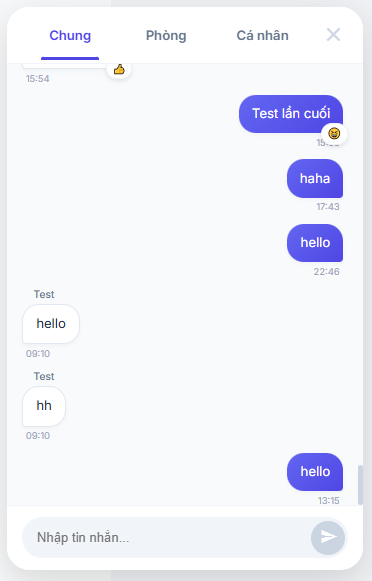 Chung Phòng Cá nhân
15:54
Test lần cuối
haha
17:43
hello
22:46
Test
hello
09:10
Test
hh
09:10
hello
13:15
Nhập tin nhắn...